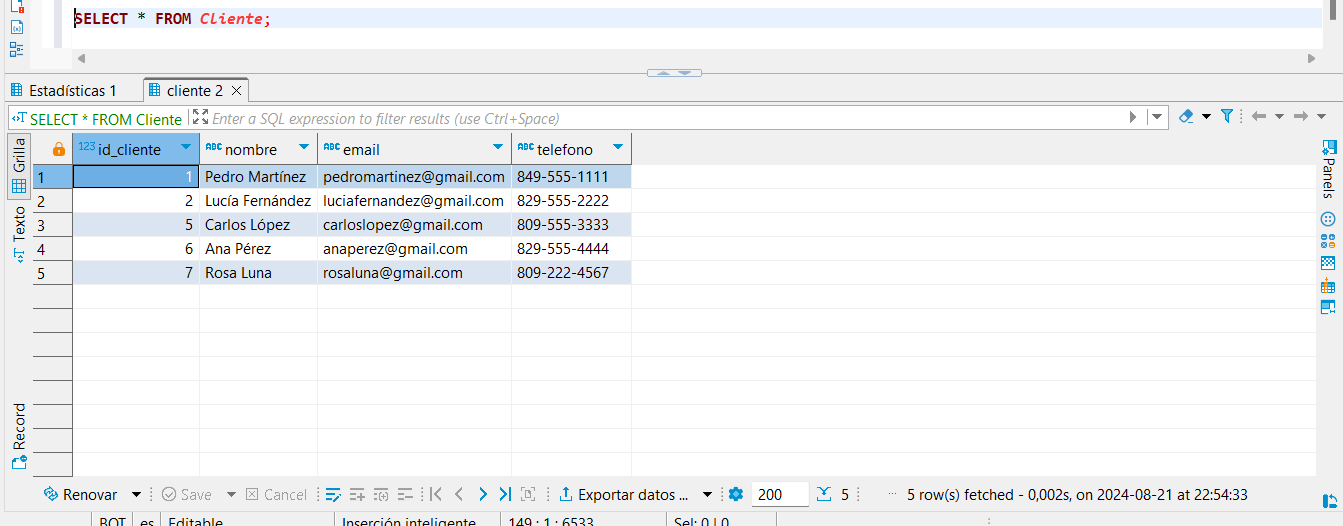 SELECT * FROM Cliente;
Estadísticas 1
cliente 2
SELECT * FROM Cliente
Enter a SQL expression to filter results (use Ctrl+Space)
Grilla
Texto
Record
Panels
123 id_cliente ABC nombre ABC email ABC telefono
1 1 Pedro Martínez pedromartinez@gmail.com 849-555-1111
2 2 Lucía Fernández luciafernandez@gmail.com 829-555-2222
3 5 Carlos López carloslopez@gmail.com 809-555-3333
4 6 Ana Pérez anaperez@gmail.com 829-555-4444
5 7 Rosa Luna rosaluna@gmail.com 809-222-4567
Renovar Save Cancel Exportar datos ... 200 5 ··· 5 row(s) fetched - 0,002s, on 2024-08-21 at 22:54:33
BOT es Editable Inserción inteligente 149 : 1 : 6533 Sel: 0 | 0